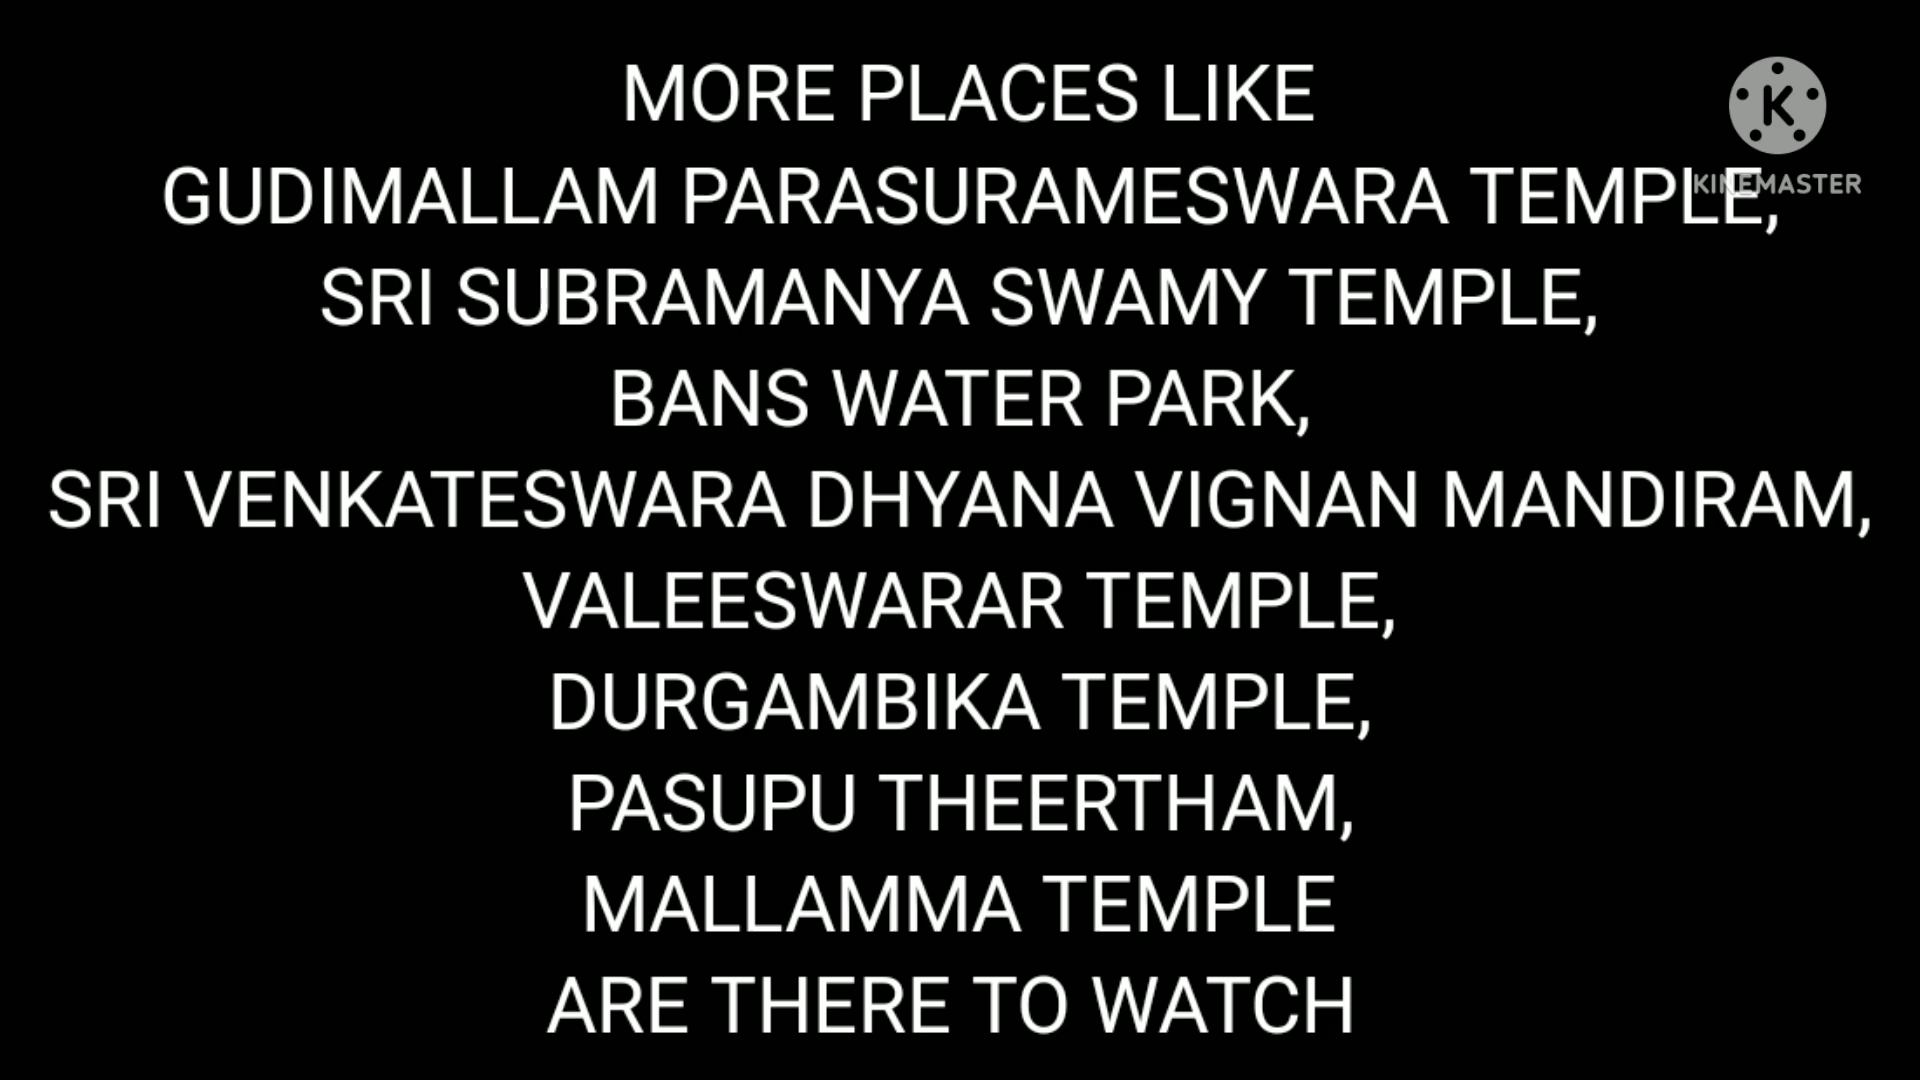 MORE PLACES LIKE
GUDIMALLAM PARASURAMESWARA TEMPLE,
SRI SUBRAMANYA SWAMY TEMPLE,
BANS WATER PARK,
SRI VENKATESWARA DHYANA VIGNAN MANDIRAM,
VALEESWARAR TEMPLE,
DURGAMBIKA TEMPLE,
PASUPU THEERTHAM,
MALLAMMA TEMPLE
ARE THERE TO WATCH
K
KINEMASTER